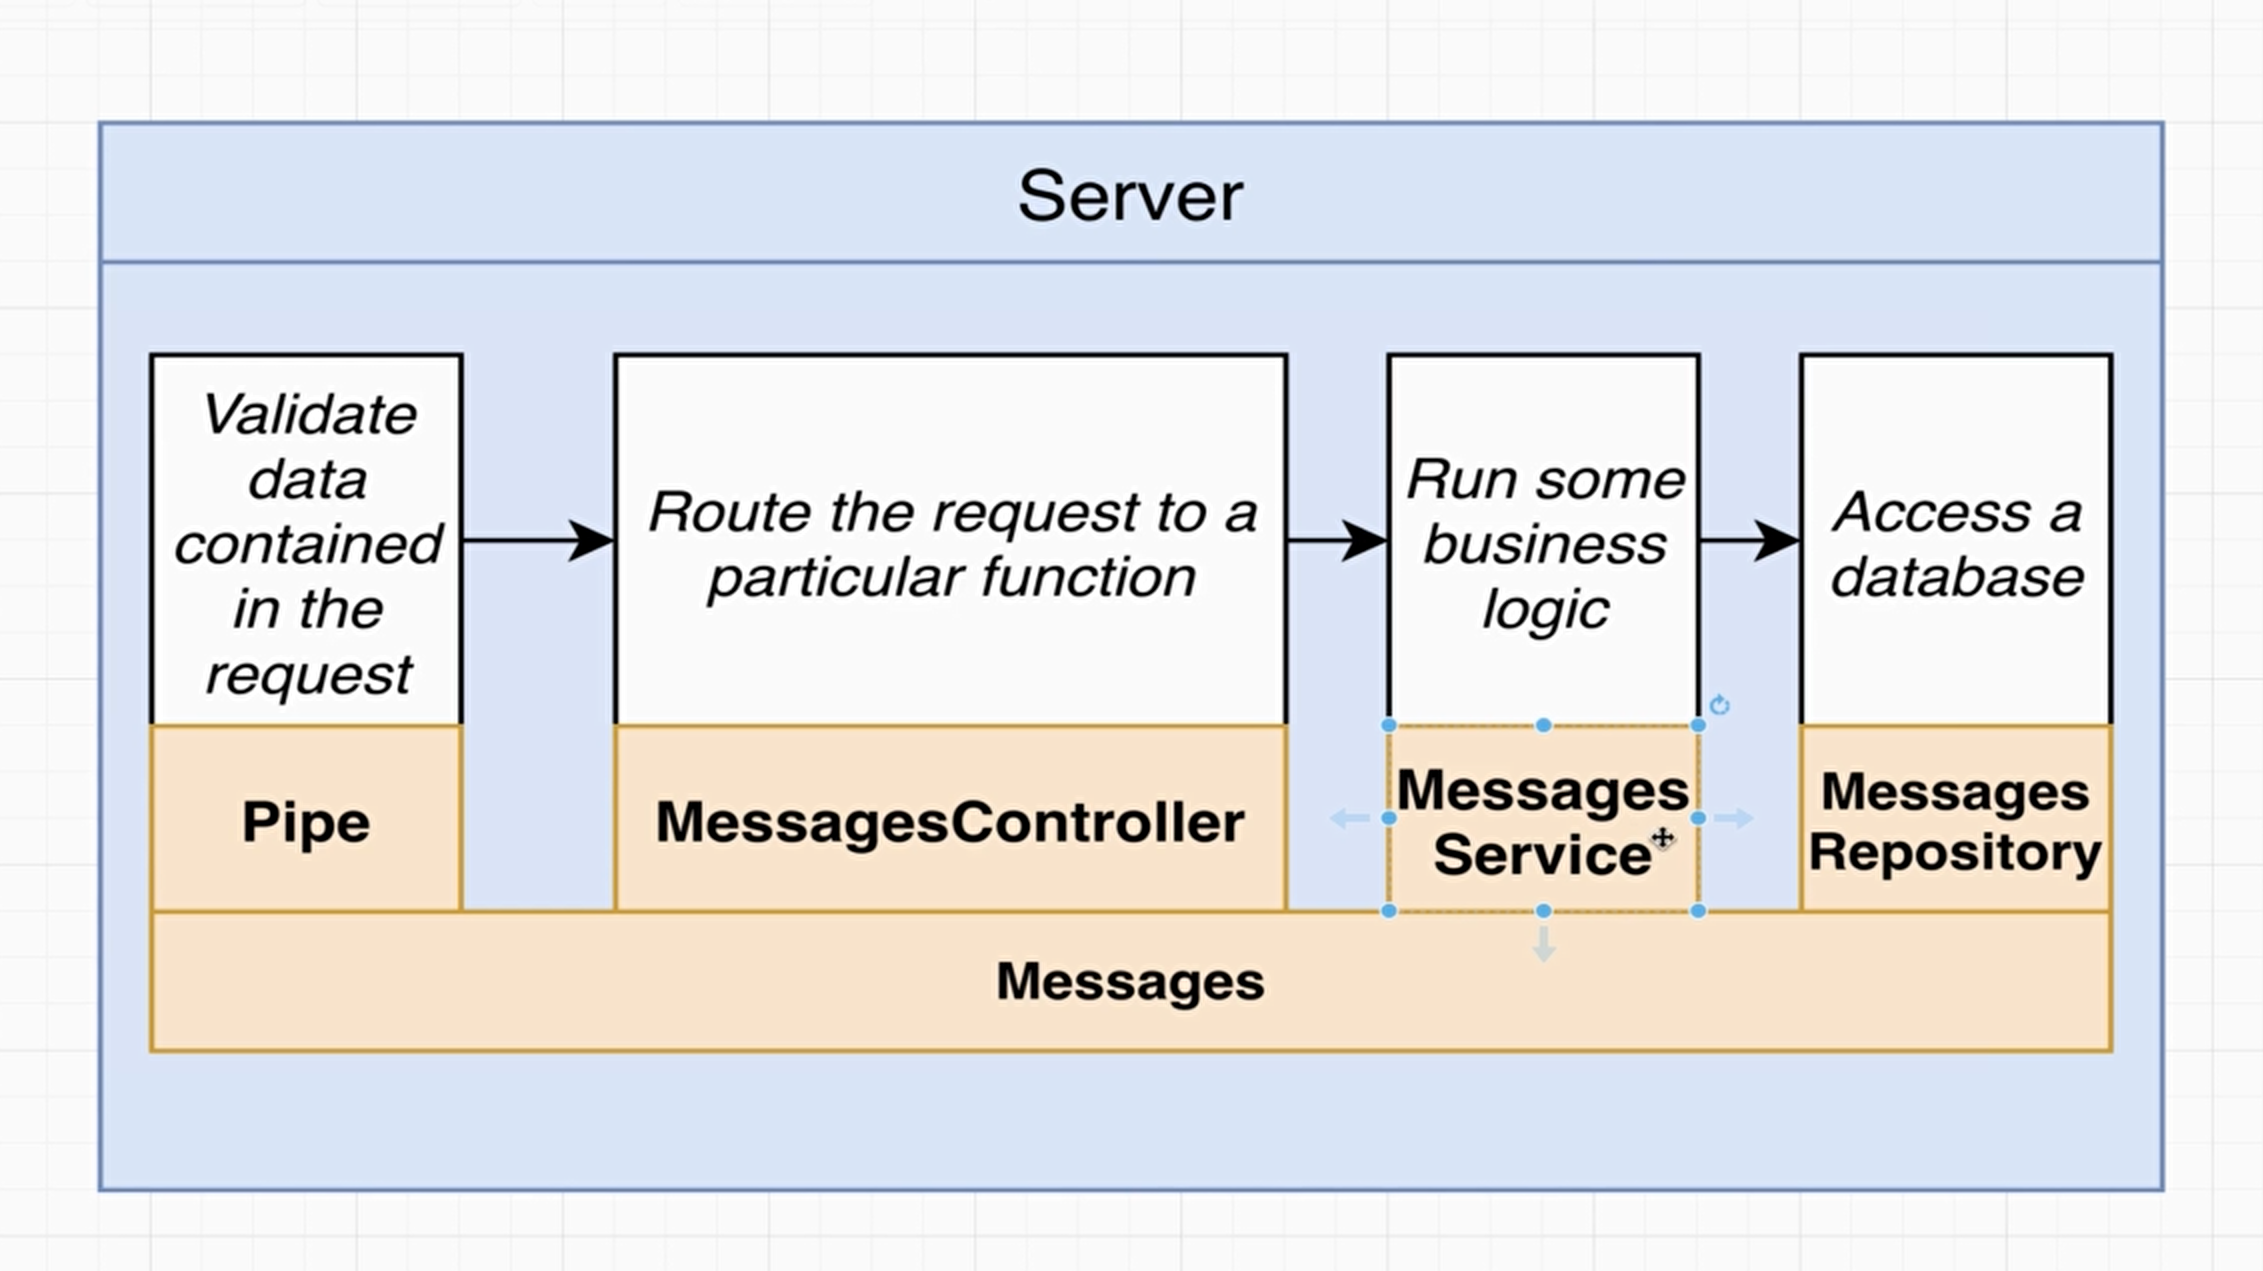 Server
Validate
data
contained
in the
request
Route the request to a
particular function
Run some
business
logic
Access a
database
Pipe
MessagesController
Messages
Service
Messages
Repository
Messages